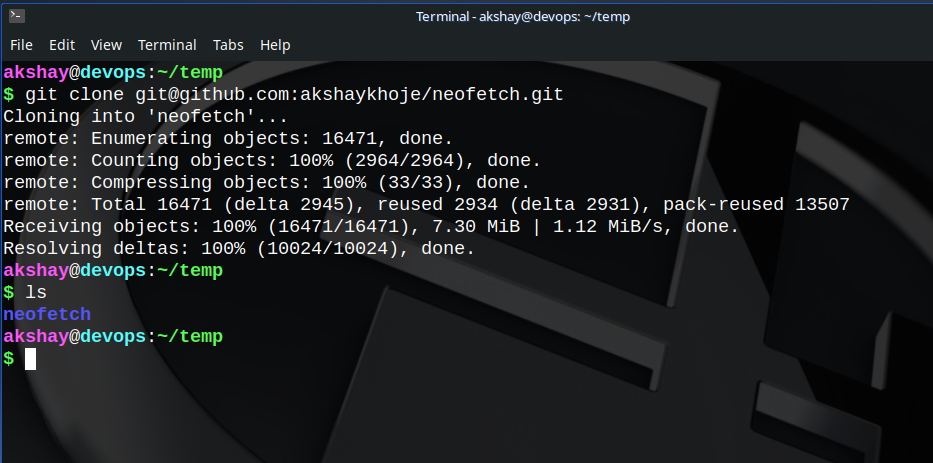 Terminal - akshay@devops: ~/temp
File Edit View Terminal Tabs Help
akshay@devops:~/temp
$ git clone git@github.com:akshaykhoje/neofetch.git
Cloning into 'neofetch'...
remote: Enumerating objects: 16471, done.
remote: Counting objects: 100% (2964/2964), done.
remote: Compressing objects: 100% (33/33), done.
remote: Total 16471 (delta 2945), reused 2934 (delta 2931), pack-reused 13507
Receiving objects: 100% (16471/16471), 7.30 MiB | 1.12 MiB/s, done.
Resolving deltas: 100% (10024/10024), done.
akshay@devops:~/temp
$ ls
neofetch
akshay@devops:~/temp
$